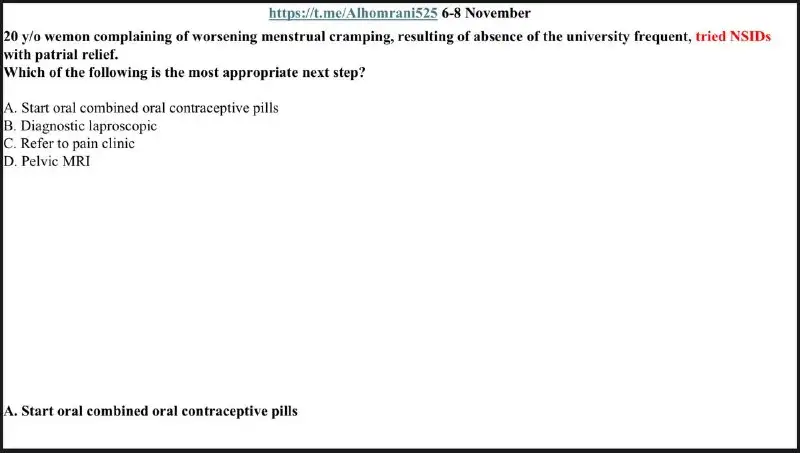 https://t.me/Alhomrani525 6-8 November
20 y/o wemon complaining of worsening menstrual cramping, resulting of absence of the university frequent, tried NSIDs
with patrial relief.
Which of the following is the most appropriate next step?
A. Start oral combined oral contraceptive pills
B. Diagnostic laproscopic
C. Refer to pain clinic
D. Pelvic MRI
A. Start oral combined oral contraceptive pills